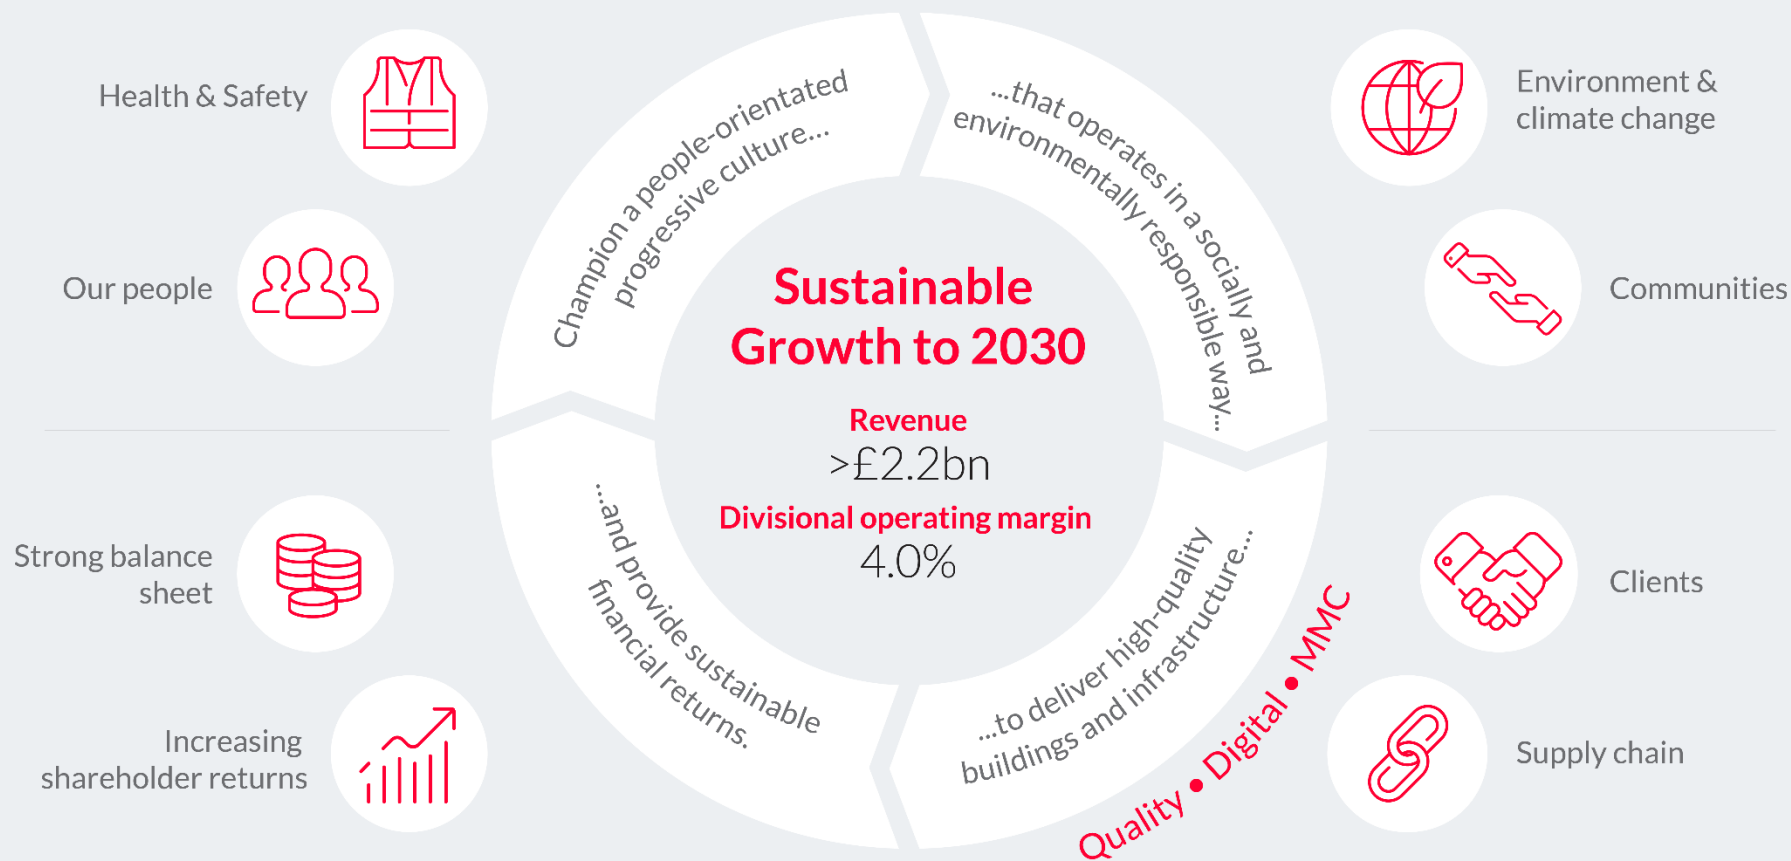 Health & Safety
Our people
Champion a people-orientated
progressive culture...
...that operates in a socially and
environmentally responsible way...
Environment &
climate change
Communities
Sustainable
Growth to 2030
Revenue
>£2.2bn
Divisional operating margin
4.0%
Strong balance
sheet
Increasing
shareholder returns
...and provide sustainable
financial returns.
...to deliver high-quality
buildings and infrastructure...
Quality • Digital • MMC
Clients
Supply chain